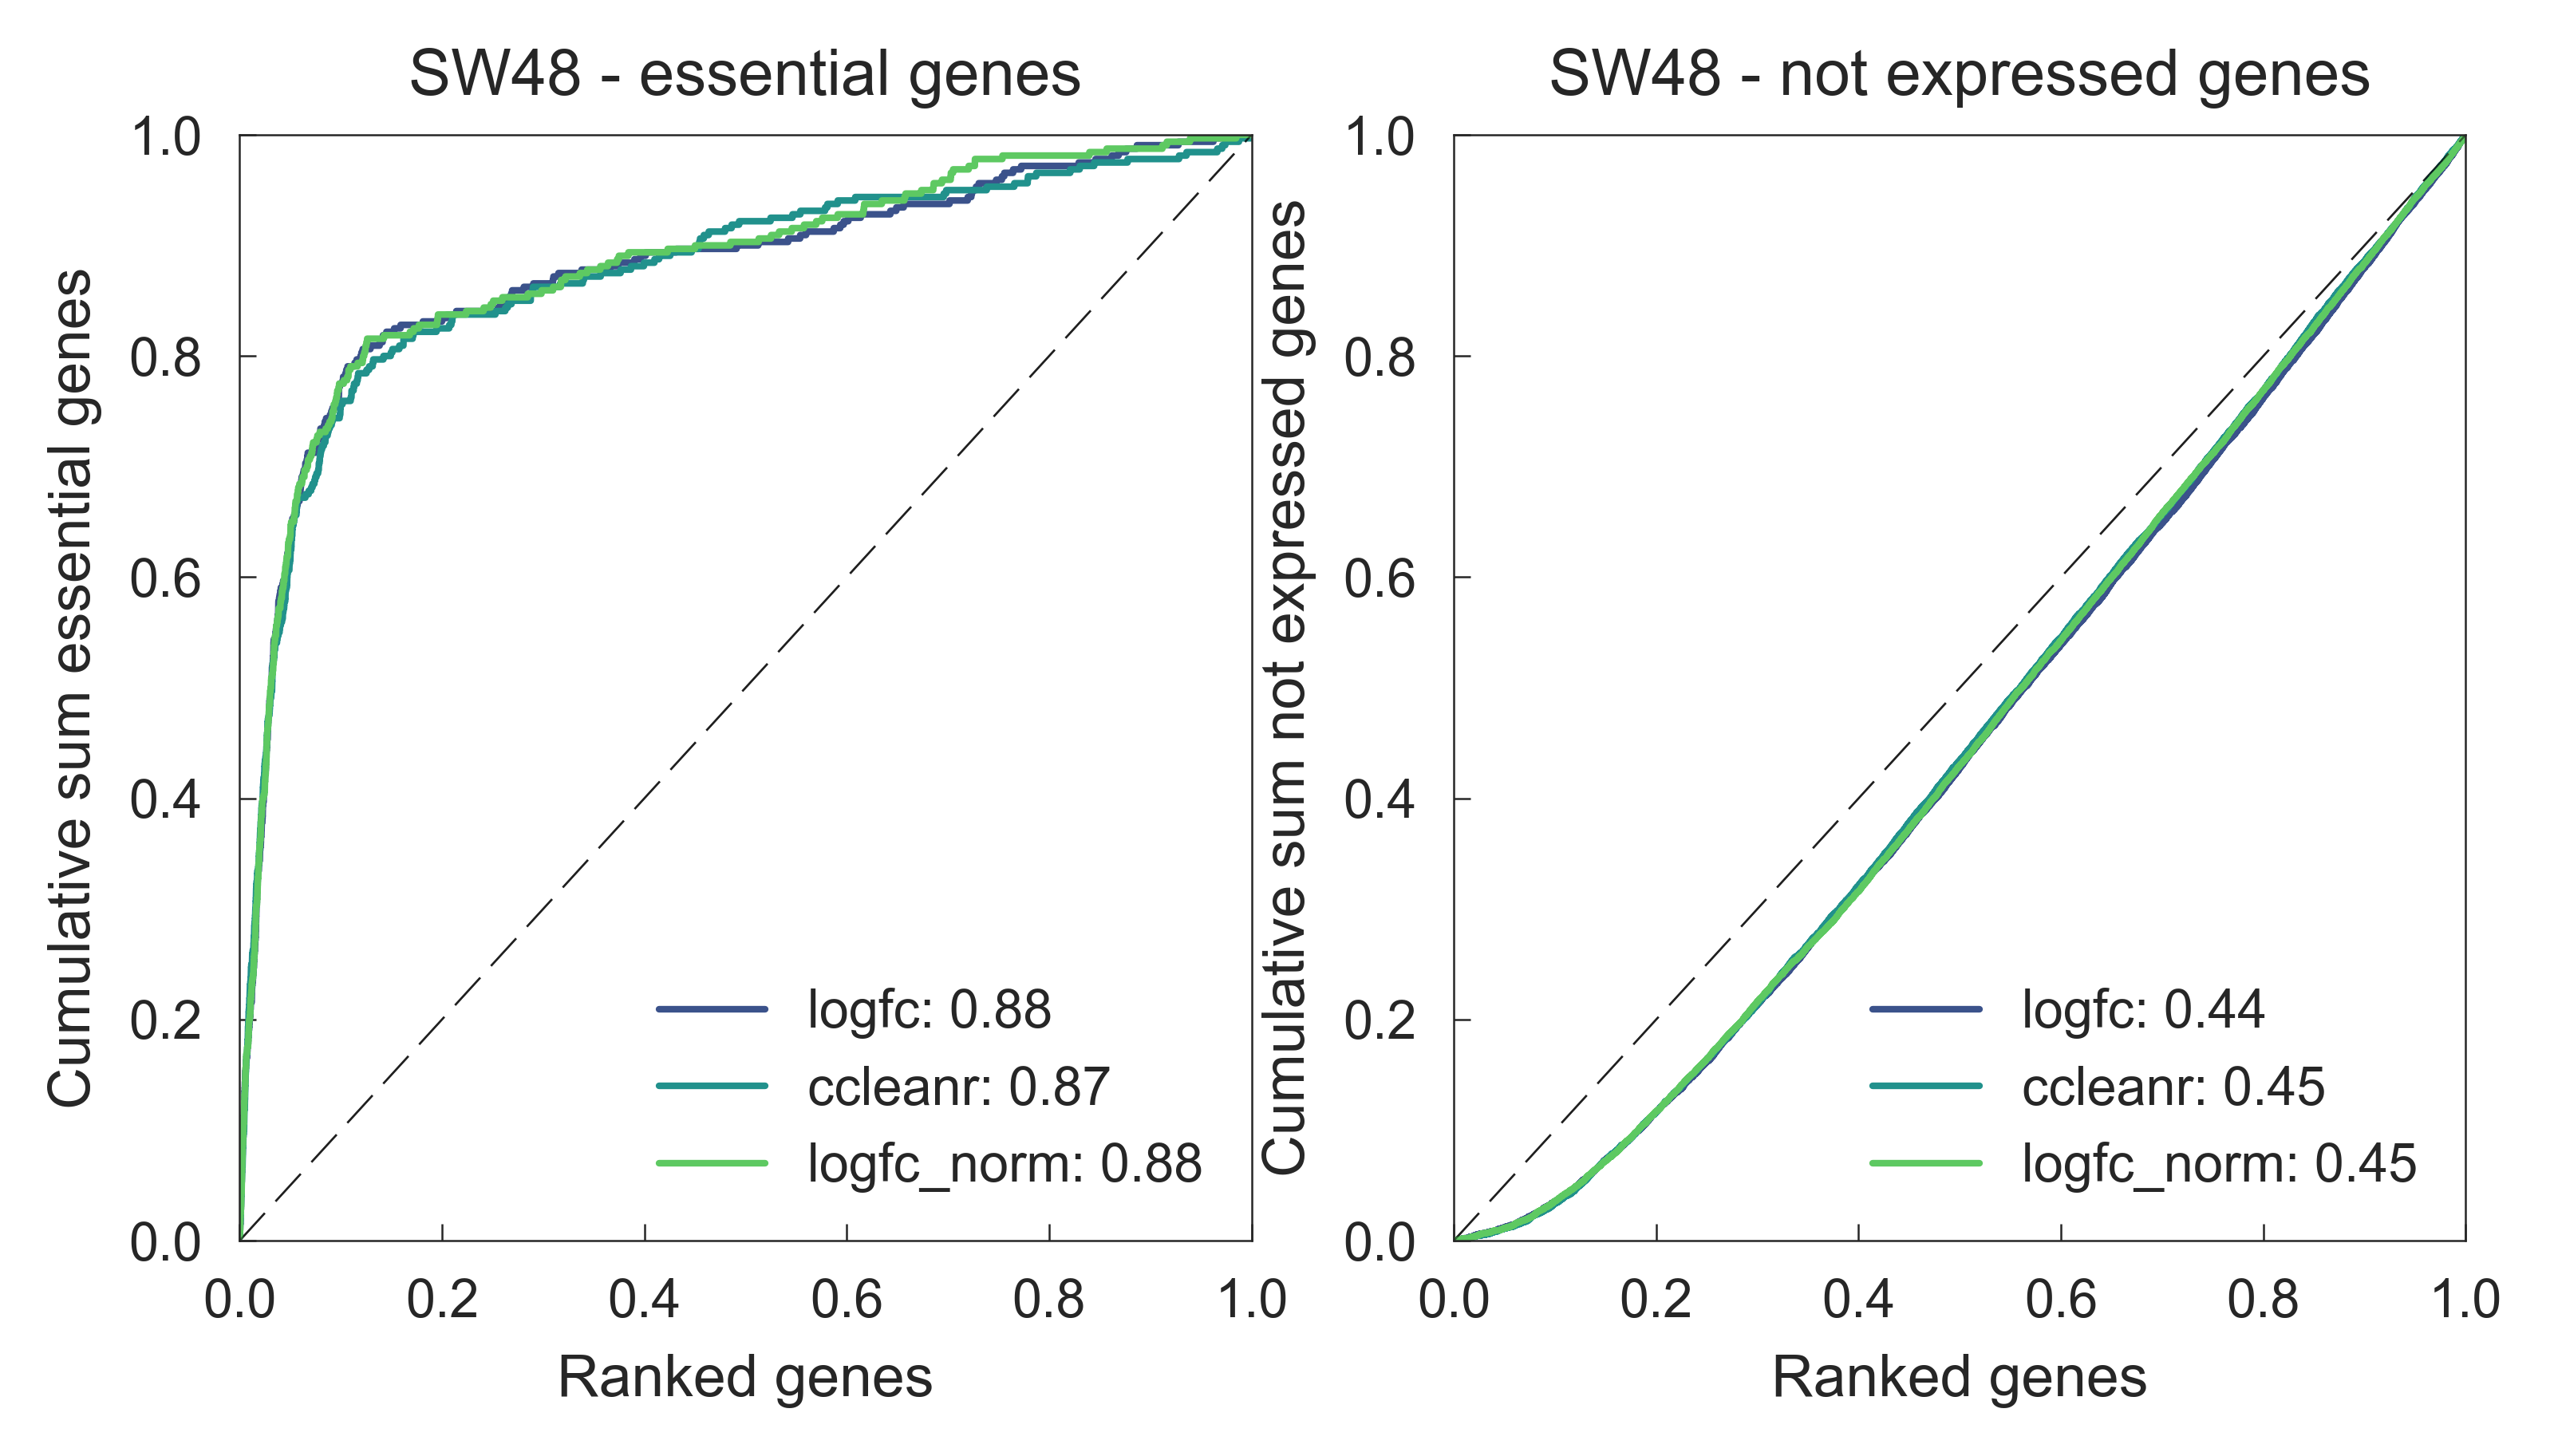 SW48 - essential genes
Cumulative sum essential genes
1.0
0.8
0.6
0.4
0.2
0.0
logfc: 0.88
ccleanr: 0.87
logfc_norm: 0.88
0.0 0.2 0.4 0.6 0.8 1.0
Ranked genes
SW48 - not expressed genes
Cumulative sum not expressed genes
1.0
0.8
0.6
0.4
0.2
0.0
logfc: 0.44
ccleanr: 0.45
logfc_norm: 0.45
0.0 0.2 0.4 0.6 0.8 1.0
Ranked genes